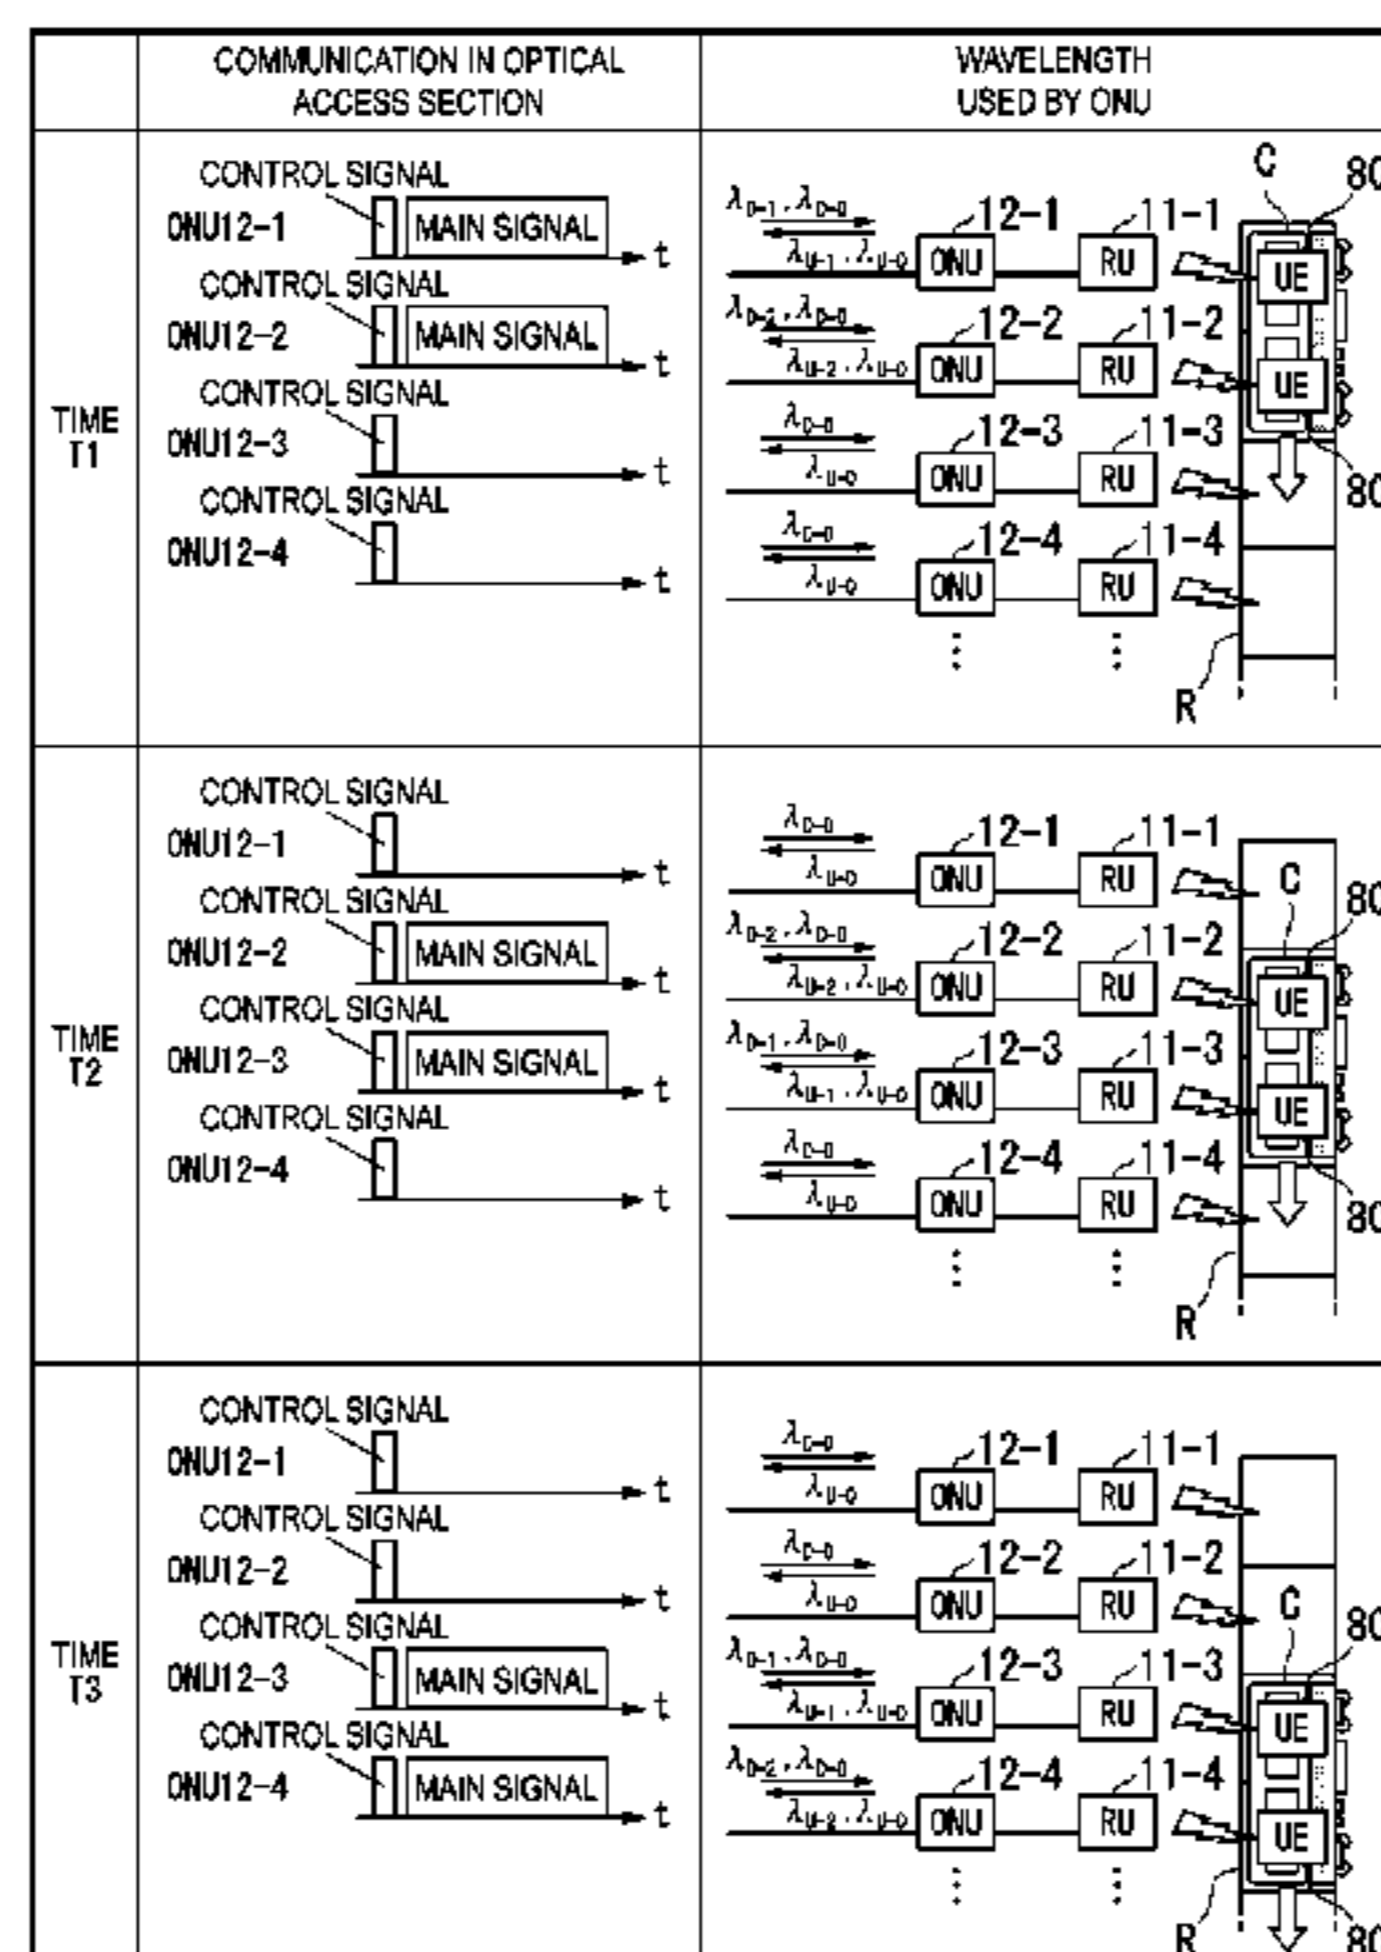 COMMUNICATION IN OPTICAL
ACCESS SECTION
WAVELENGTH
USED BY ONU
TIME
T1
CONTROL SIGNAL
ONU12-1
MAIN SIGNAL
t
CONTROL SIGNAL
ONU12-2
MAIN SIGNAL
t
CONTROL SIGNAL
ONU12-3
t
CONTROL SIGNAL
ONU12-4
t
λD-1, λD-0
λU-1, λU-0
12-1
ONU
11-1
RU
C
80
UE
λD-2, λD-0
λU-2, λU-0
12-2
ONU
11-2
RU
UE
λD-0
λU-0
12-3
ONU
11-3
RU
80
λD-0
λU-0
12-4
ONU
11-4
RU
R
TIME
T2
CONTROL SIGNAL
ONU12-1
t
CONTROL SIGNAL
ONU12-2
MAIN SIGNAL
t
CONTROL SIGNAL
ONU12-3
MAIN SIGNAL
t
CONTROL SIGNAL
ONU12-4
t
λD-0
λU-0
12-1
ONU
11-1
RU
C
80
λD-2, λD-0
λU-2, λU-0
12-2
ONU
11-2
RU
UE
λD-1, λD-0
λU-1, λU-0
12-3
ONU
11-3
RU
UE
λD-0
λU-0
12-4
ONU
11-4
RU
80
R
TIME
T3
CONTROL SIGNAL
ONU12-1
t
CONTROL SIGNAL
ONU12-2
t
CONTROL SIGNAL
ONU12-3
MAIN SIGNAL
t
CONTROL SIGNAL
ONU12-4
MAIN SIGNAL
t
λD-0
λU-0
12-1
ONU
11-1
RU
λD-0
λU-0
12-2
ONU
11-2
RU
C
80
λD-1, λD-0
λU-1, λU-0
12-3
ONU
11-3
RU
UE
λD-2, λD-0
λU-2, λU-0
12-4
ONU
11-4
RU
UE
R
80